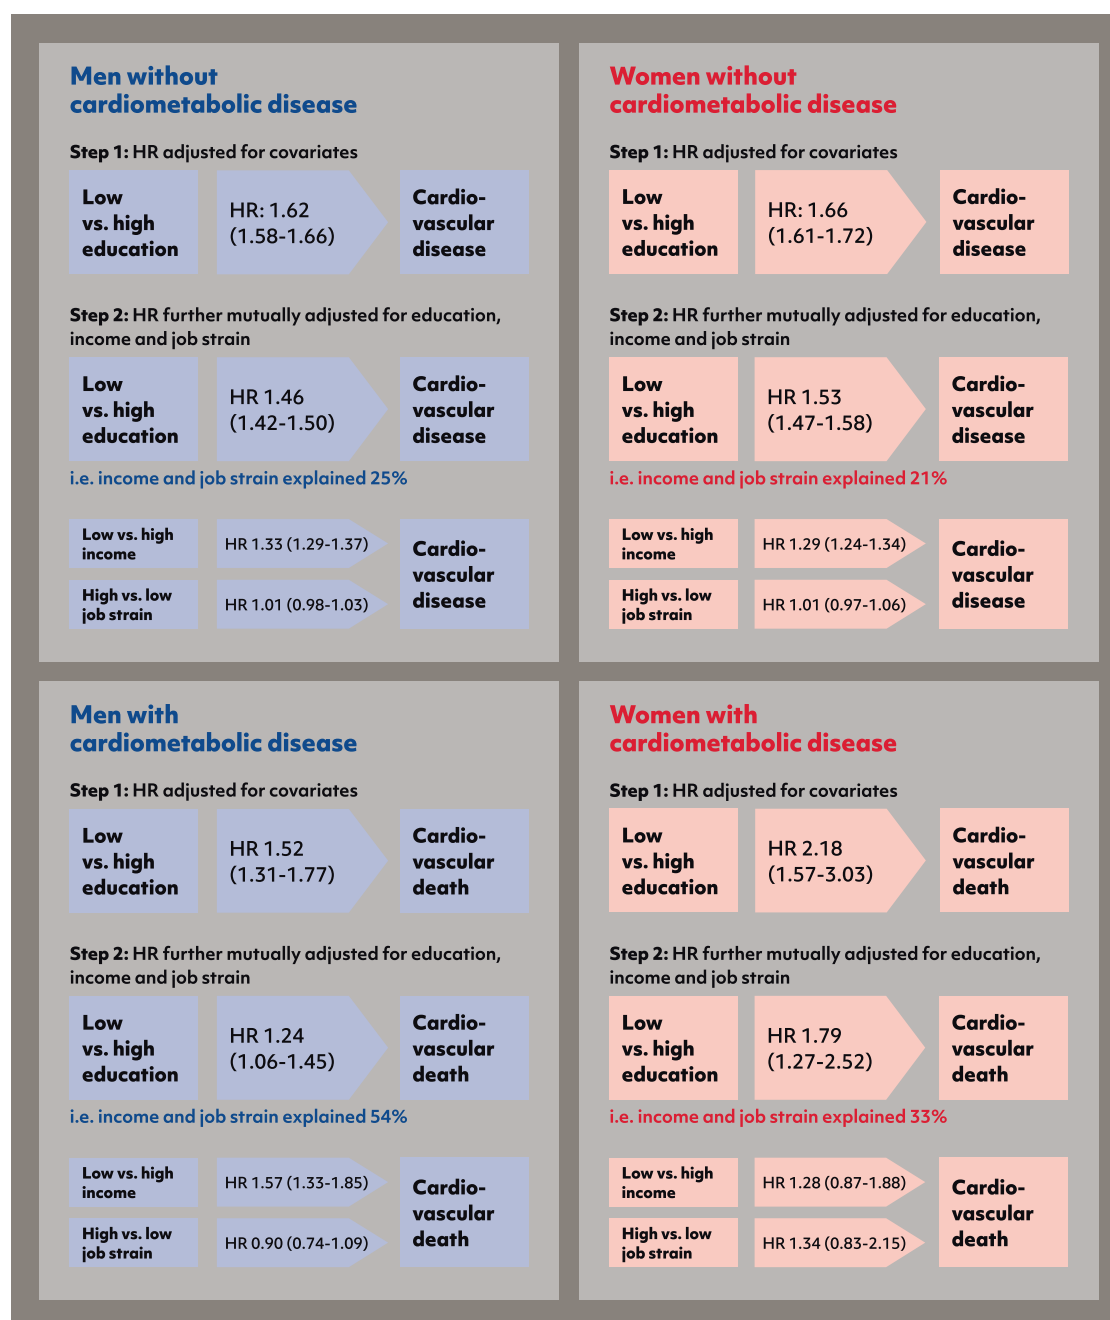 Men without
cardiometabolic disease
Step 1: HR adjusted for covariates
Low
vs. high
education
HR: 1.62
(1.58-1.66)
Cardio-
vascular
disease
Step 2: HR further mutually adjusted for education,
income and job strain
Low
vs. high
education
HR 1.46
(1.42-1.50)
Cardio-
vascular
disease
i.e. income and job strain explained 25%
Low vs. high
income
HR 1.33 (1.29-1.37)
High vs. low
job strain
HR 1.01 (0.98-1.03)
Cardio-
vascular
disease
Women without
cardiometabolic disease
Step 1: HR adjusted for covariates
Low
vs. high
education
HR: 1.66
(1.61-1.72)
Cardio-
vascular
disease
Step 2: HR further mutually adjusted for education,
income and job strain
Low
vs. high
education
HR 1.53
(1.47-1.58)
Cardio-
vascular
disease
i.e. income and job strain explained 21%
Low vs. high
income
HR 1.29 (1.24-1.34)
High vs. low
job strain
HR 1.01 (0.97-1.06)
Cardio-
vascular
disease
Men with
cardiometabolic disease
Step 1: HR adjusted for covariates
Low
vs. high
education
HR 1.52
(1.31-1.77)
Cardio-
vascular
death
Step 2: HR further mutually adjusted for education,
income and job strain
Low
vs. high
education
HR 1.24
(1.06-1.45)
Cardio-
vascular
death
i.e. income and job strain explained 54%
Low vs. high
income
HR 1.57 (1.33-1.85)
High vs. low
job strain
HR 0.90 (0.74-1.09)
Cardio-
vascular
death
Women with
cardiometabolic disease
Step 1: HR adjusted for covariates
Low
vs. high
education
HR 2.18
(1.57-3.03)
Cardio-
vascular
death
Step 2: HR further mutually adjusted for education,
income and job strain
Low
vs. high
education
HR 1.79
(1.27-2.52)
Cardio-
vascular
death
i.e. income and job strain explained 33%
Low vs. high
income
HR 1.28 (0.87-1.88)
High vs. low
job strain
HR 1.34 (0.83-2.15)
Cardio-
vascular
death